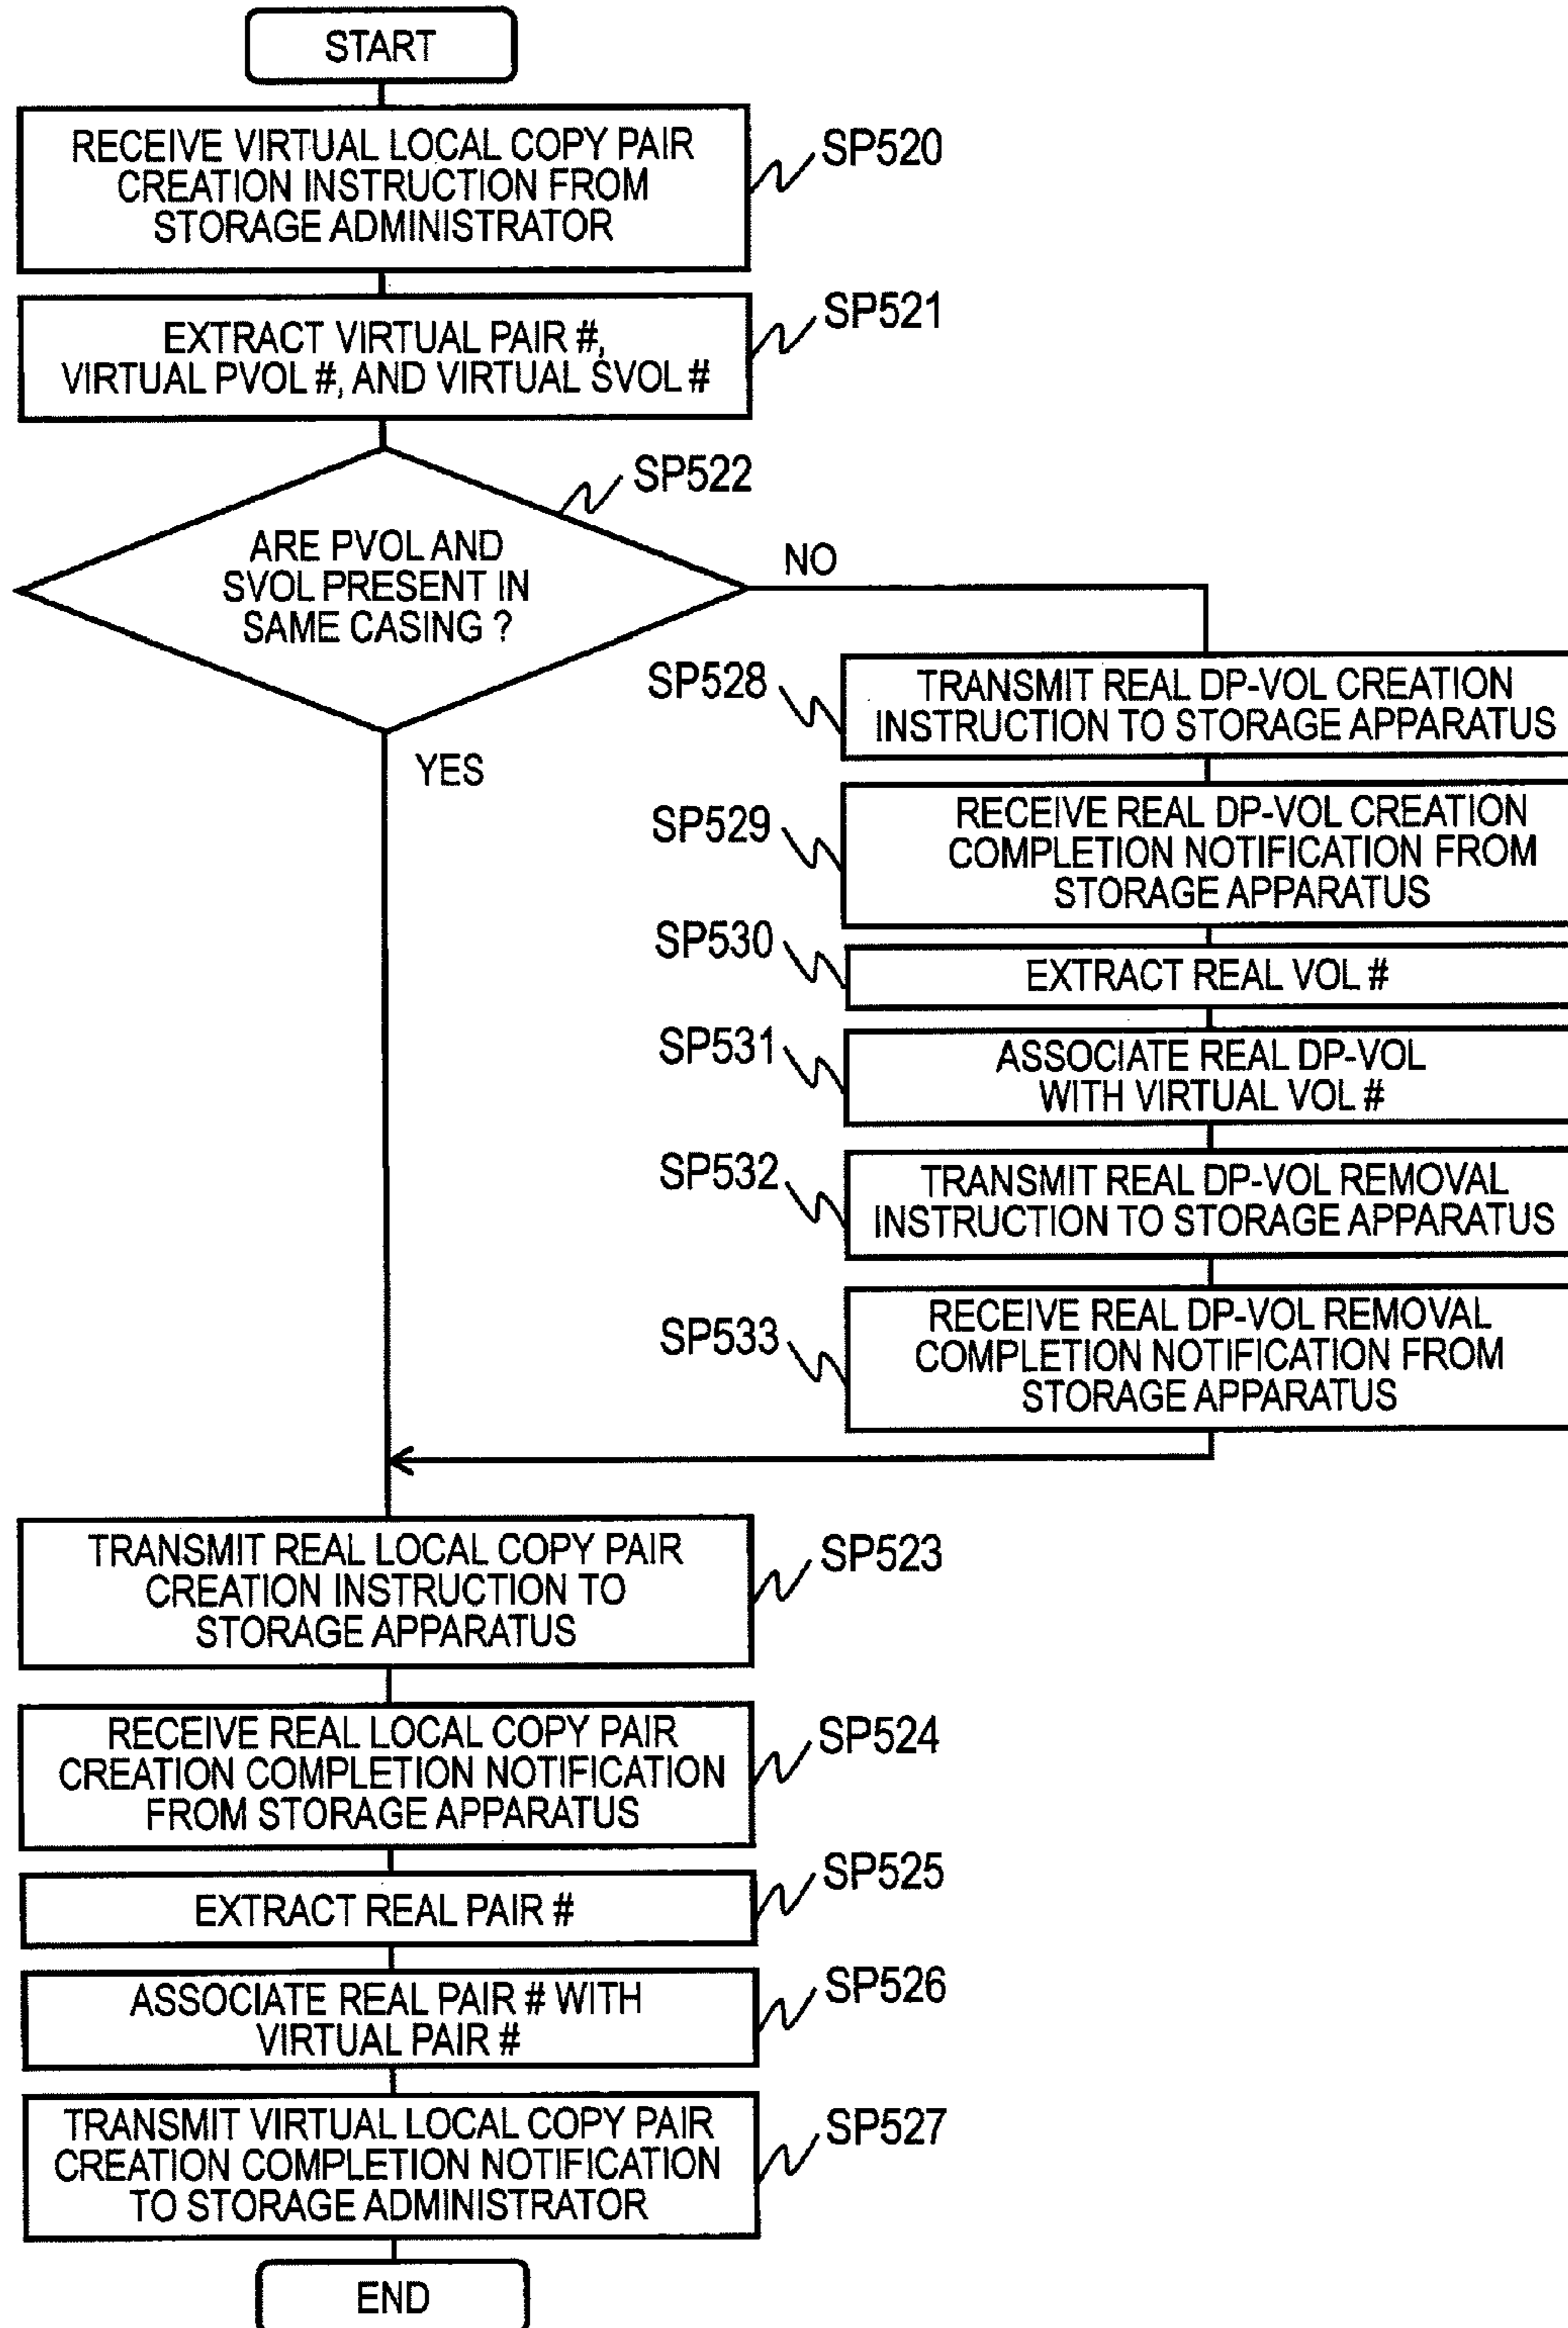 START
RECEIVE VIRTUAL LOCAL COPY PAIR
CREATION INSTRUCTION FROM
STORAGE ADMINISTRATOR
SP520
EXTRACT VIRTUAL PAIR #,
VIRTUAL PVOL #, AND VIRTUAL SVOL #
SP521
ARE PVOL AND
SVOL PRESENT IN
SAME CASING ?
SP522
NO
YES
SP528
TRANSMIT REAL DP-VOL CREATION
INSTRUCTION TO STORAGE APPARATUS
SP529
RECEIVE REAL DP-VOL CREATION
COMPLETION NOTIFICATION FROM
STORAGE APPARATUS
SP530
EXTRACT REAL VOL #
SP531
ASSOCIATE REAL DP-VOL
WITH VIRTUAL VOL #
SP532
TRANSMIT REAL DP-VOL REMOVAL
INSTRUCTION TO STORAGE APPARATUS
SP533
RECEIVE REAL DP-VOL REMOVAL
COMPLETION NOTIFICATION FROM
STORAGE APPARATUS
TRANSMIT REAL LOCAL COPY PAIR
CREATION INSTRUCTION TO
STORAGE APPARATUS
SP523
RECEIVE REAL LOCAL COPY PAIR
CREATION COMPLETION NOTIFICATION
FROM STORAGE APPARATUS
SP524
EXTRACT REAL PAIR #
SP525
ASSOCIATE REAL PAIR # WITH
VIRTUAL PAIR #
SP526
TRANSMIT VIRTUAL LOCAL COPY PAIR
CREATION COMPLETION NOTIFICATION
TO STORAGE ADMINISTRATOR
SP527
END